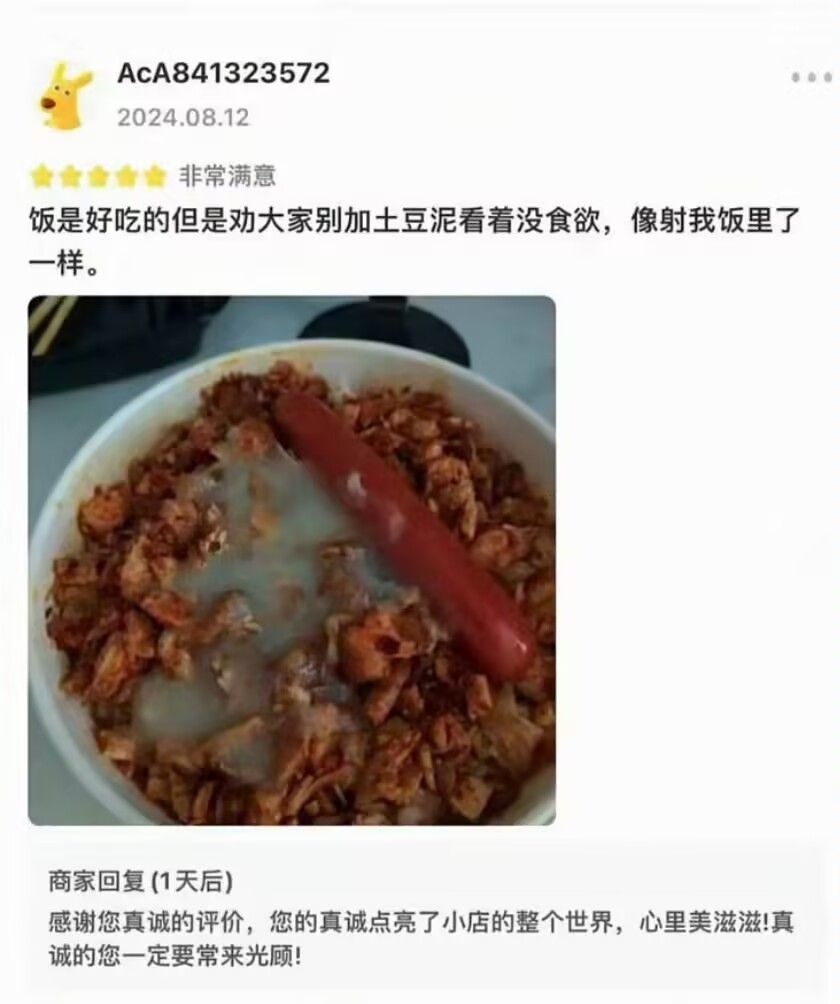 AcA841323572
2024.08.12
非常满意
饭是好吃的但是劝大家别加土豆泥看着没食欲，像射我饭里了
一样。
商家回复 (1天后)
感谢您真诚的评价，您的真诚点亮了小店的整个世界，心里美滋滋!真
诚的您一定要常来光顾!